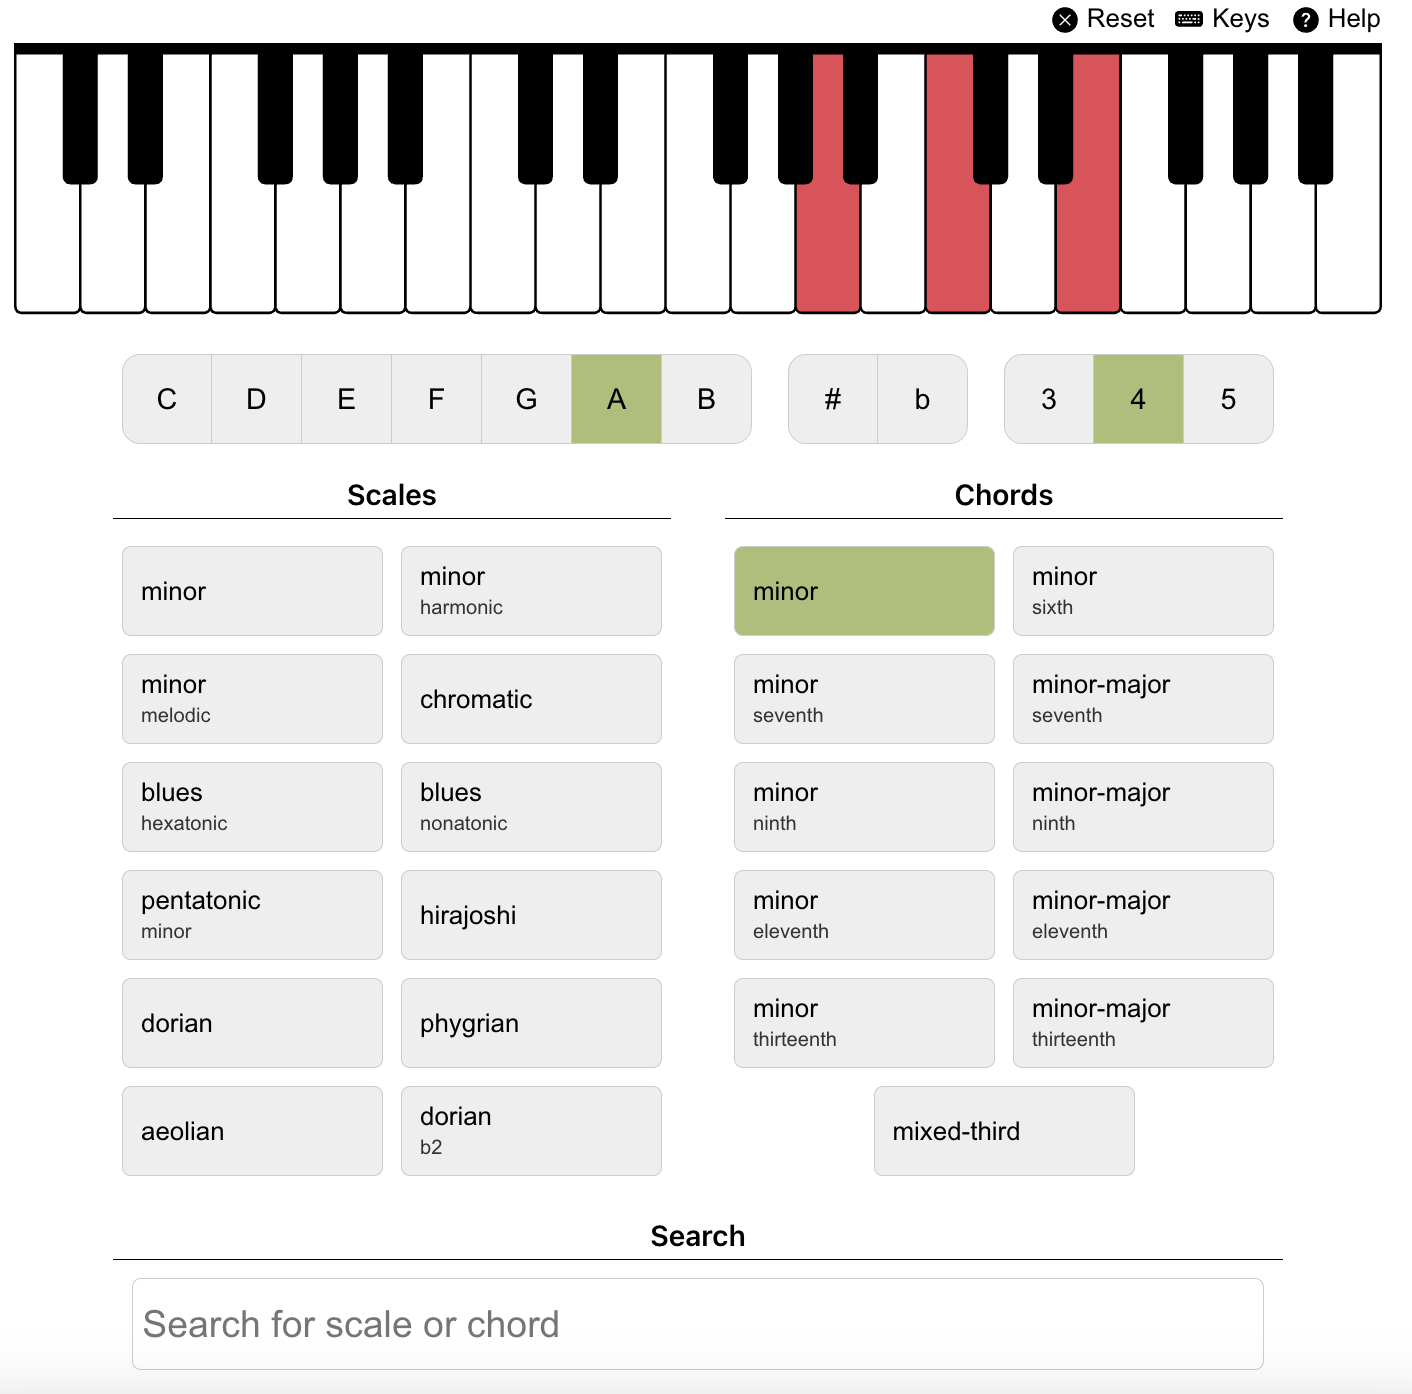 Reset Keys Help
C D E F G A B # b 3 4 5
Scales
minor
minor
harmonic
minor
melodic
chromatic
blues
hexatonic
blues
nonatonic
pentatonic
minor
hirajoshi
dorian
phygrian
aeolian
dorian
b2
Chords
minor
minor
sixth
minor
seventh
minor-major
seventh
minor
ninth
minor-major
ninth
minor
eleventh
minor-major
eleventh
minor
thirteenth
minor-major
thirteenth
mixed-third
Search
Search for scale or chord